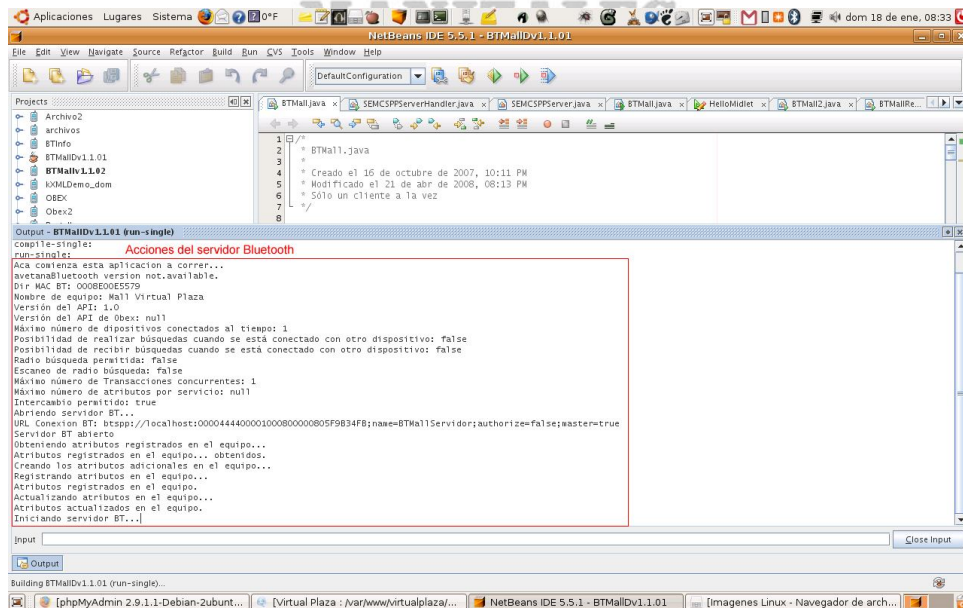 Aplicaciones Lugares Sistema 20°F dom 18 de ene, 08:33
NetBeans IDE 5.5.1 - BTMallDv1.1.01
File Edit View Navigate Source Refactor Build Run CVS Tools Window Help
DefaultConfiguration
Projects
BTMall.java x SEMCSPPServerHandler.java x SEMCSPPServer.java x BTMall.java x HelloMidlet x BTMall2.java x BTMallRe...
Archivo2
archivos
BTInfo
BTMallDv1.1.01
BTMallv1.1.02
kXMLDemo_dom
OBEX
Obex2
1 /*
2 * BTMall.java
3 *
4 * Creado el 16 de octubre de 2007, 10:11 PM
5 * Modificado el 21 de abr de 2008, 08:13 PM
6 * Sólo un cliente a la vez
7 */
8
Output - BTMallDv1.1.01 (run-single)
compile-single:
run-single:
Acciones del servidor Bluetooth
Aca comienza esta aplicacion a correr...
avetanaBluetooth version not.available.
Dir MAC BT: 0008E00E5579
Nombre de equipo: Mall Virtual Plaza
Versión del API: 1.0
Versión del API de Obex: null
Máximo número de dipositivos conectados al tiempo: 1
Posibilidad de realizar búsquedas cuando se está conectado con otro dispositivo: false
Posibilidad de recibir búsquedas cuando se está conectado con otro dispositivo: false
Radio búsqueda permitida: false
Escaneo de radio búsqueda: false
Máximo número de Transacciones concurrentes: 1
Máximo número de atributos por servicio: null
Intercambio permitido: true
Abriendo servidor BT...
URL Conexion BT: btspp://localhost:0000444400001000800000805F9B34FB;name=BTMallServidor;authorize=false;master=true
Servidor BT abierto
Obteniendo atributos registrados en el equipo...
Atributos registrados en el equipo... obtenidos.
Creando los atributos adicionales en el equipo...
Registrando atributos en el equipo...
Atributos registrados en el equipo.
Actualizando atributos en el equipo...
Atributos actualizados en el equipo.
Iniciando servidor BT...
Input Close Input
Output
Building BTMallDv1.1.01 (run-single)...
[phpMyAdmin 2.9.1.1-Debian-2ubunt... [Virtual Plaza : /var/www/virtualplaza/... NetBeans IDE 5.5.1 - BTMallDv1.1.01 [Imagenes Linux - Navegador de arch...